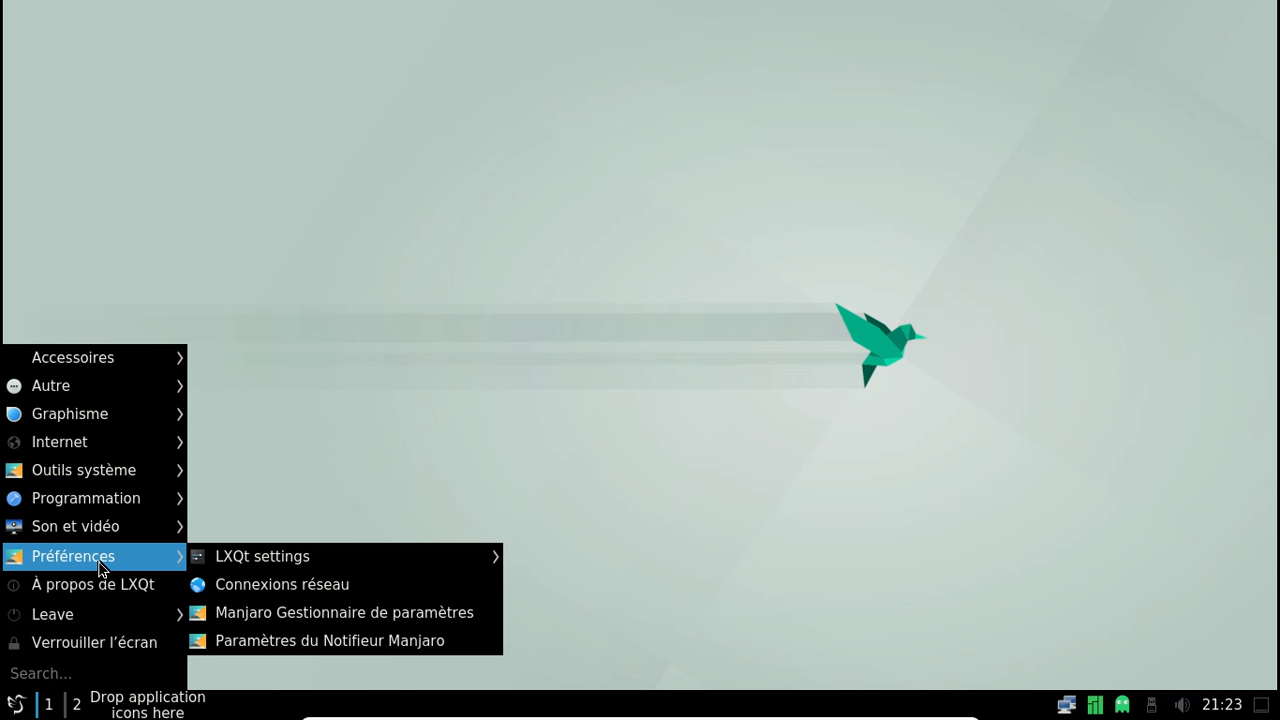 Accessoires
Autre
Graphisme
Internet
Outils système
Programmation
Son et vidéo
Préférences
À propos de LXQt
Leave
Verrouiller l’écran
Search...
LXQt settings
Connexions réseau
Manjaro Gestionnaire de paramètres
Paramètres du Notifieur Manjaro
1
2
Drop application
icons here
21:23